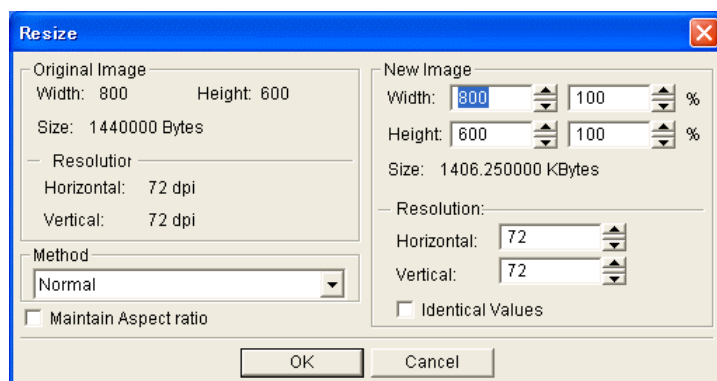 Resize
Original Image
Width: 800 Height: 600
Size: 1440000 Bytes
Resolutior
Horizontal: 72 dpi
Vertical: 72 dpi
Method
Normal
Maintain Aspect ratio
New Image
Width: 800 100 %
Height: 600 100 %
Size: 1406.250000 KBytes
Resolution:
Horizontal: 72
Vertical: 72
Identical Values
OK Cancel